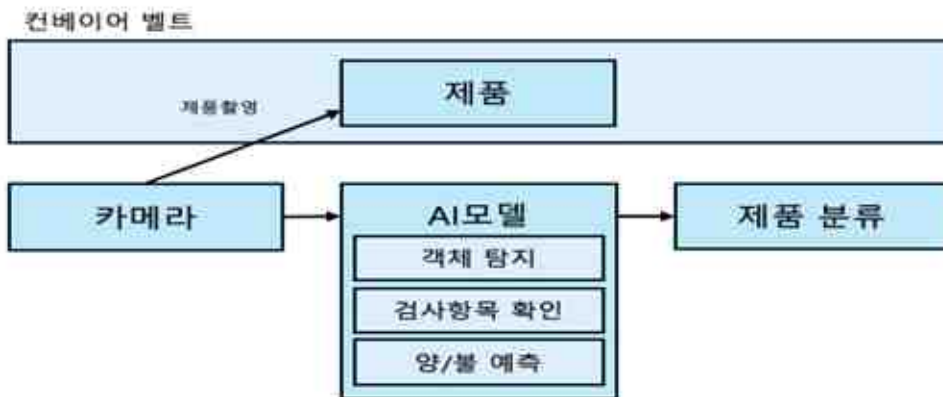 컨베이어 벨트
제품
제품촬영
카메라
AI모델
제품 분류
객체 탐지
검사항목 확인
양/불 예측